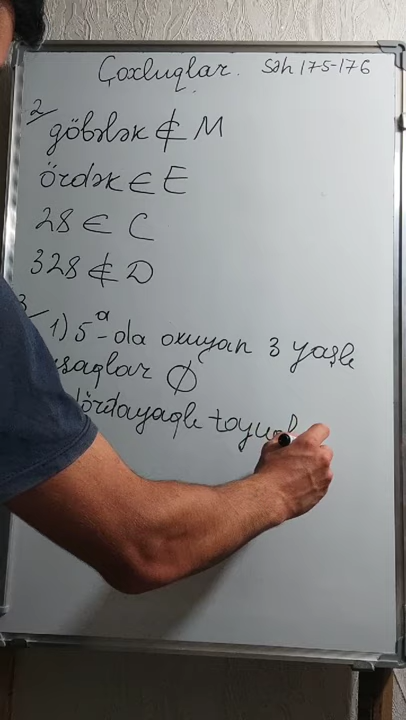 Çoxluqlar. Səh 175-176
2/ göbələk ∉ M
ördək ∈ E
28 ∈ C
328 ∉ D
3/ 1) 5ᵃ-da oxuyan 3 yaşlı
uşaqlar ∅
dördayaqlı toyuq